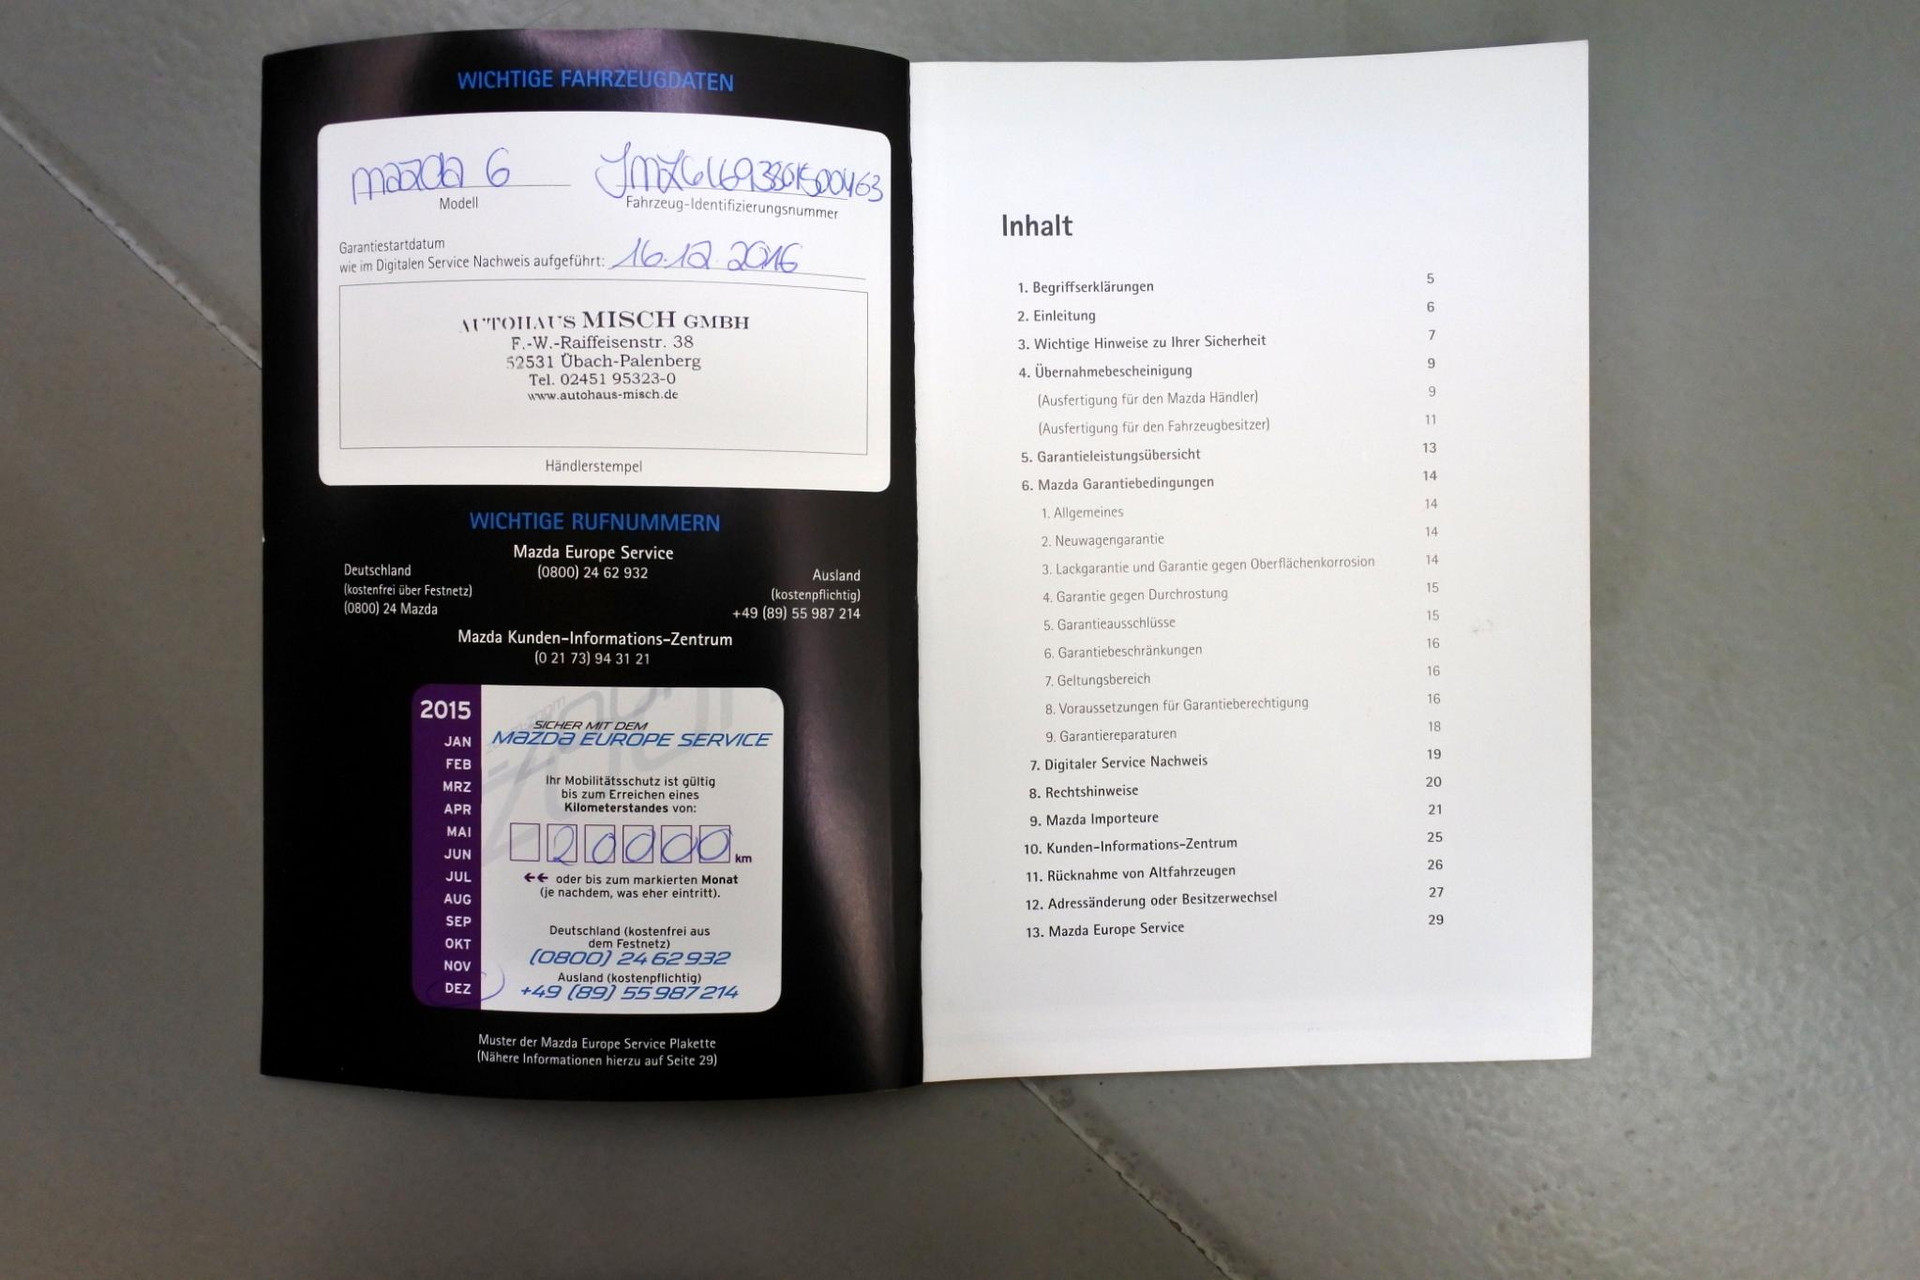 WICHTIGE FAHRZEUGDATEN
Mazda 6
Modell
Fahrzeug-Identifizierungsnummer
Garantiestartdatum
wie im Digitalen Service Nachweis aufgeführt: 16.12.2016
AUTOHAUS MISCH GMBH
F.-W.-Raiffeisenstr. 38
52531 Übach-Palenberg
Tel. 02451 95323-0
www.autohaus-misch.de
Händlerstempel
WICHTIGE RUFNUMMERN
Mazda Europe Service
(0800) 24 62 932
Deutschland
(kostenfrei über Festnetz)
(0800) 24 Mazda
Ausland
(kostenpflichtig)
+49 (89) 55 987 214
Mazda Kunden-Informations-Zentrum
(0 21 73) 94 31 21
2015
JAN
FEB
MRZ
APR
MAI
JUN
JUL
AUG
SEP
OKT
NOV
DEZ
SICHER MIT DEM
MAZDA EUROPE SERVICE
Ihr Mobilitätsschutz ist gültig
bis zum Erreichen eines
Kilometerstandes von:
20000 km
oder bis zum markierten Monat
(je nachdem, was eher eintritt).
Deutschland (kostenfrei aus
dem Festnetz)
(0800) 24 62 932
Ausland (kostenpflichtig)
+49 (89) 55 987 214
Muster der Mazda Europe Service Plakette
(Nähere Informationen hierzu auf Seite 29)
Inhalt
1. Begriffserklärungen 5
2. Einleitung 6
3. Wichtige Hinweise zu Ihrer Sicherheit 7
4. Übernahmebescheinigung 9
(Ausfertigung für den Mazda Händler) 9
(Ausfertigung für den Fahrzeugbesitzer) 11
5. Garantieleistungsübersicht 13
6. Mazda Garantiebedingungen 14
1. Allgemeines 14
2. Neuwagengarantie 14
3. Lackgarantie und Garantie gegen Oberflächenkorrosion 14
4. Garantie gegen Durchrostung 15
5. Garantieausschlüsse 15
6. Garantiebeschränkungen 16
7. Geltungsbereich 16
8. Voraussetzungen für Garantieberechtigung 16
9. Garantiereparaturen 18
7. Digitaler Service Nachweis 19
8. Rechtshinweise 20
9. Mazda Importeure 21
10. Kunden-Informations-Zentrum 25
11. Rücknahme von Altfahrzeugen 26
12. Adressänderung oder Besitzerwechsel 27
13. Mazda Europe Service 29